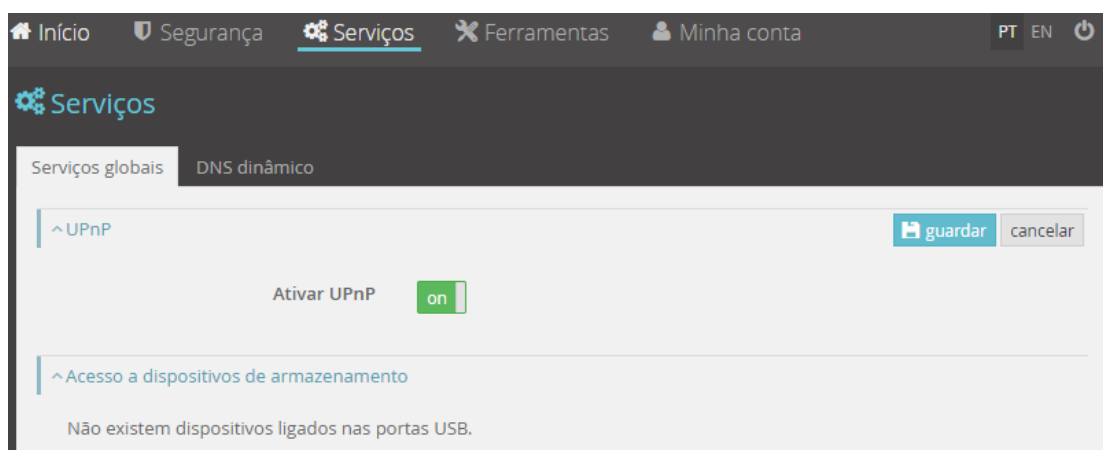 Início Segurança Serviços Ferramentas Minha conta PT EN
Serviços
Serviços globais DNS dinâmico
UPnP guardar cancelar
Ativar UPnP on
Acesso a dispositivos de armazenamento
Não existem dispositivos ligados nas portas USB.